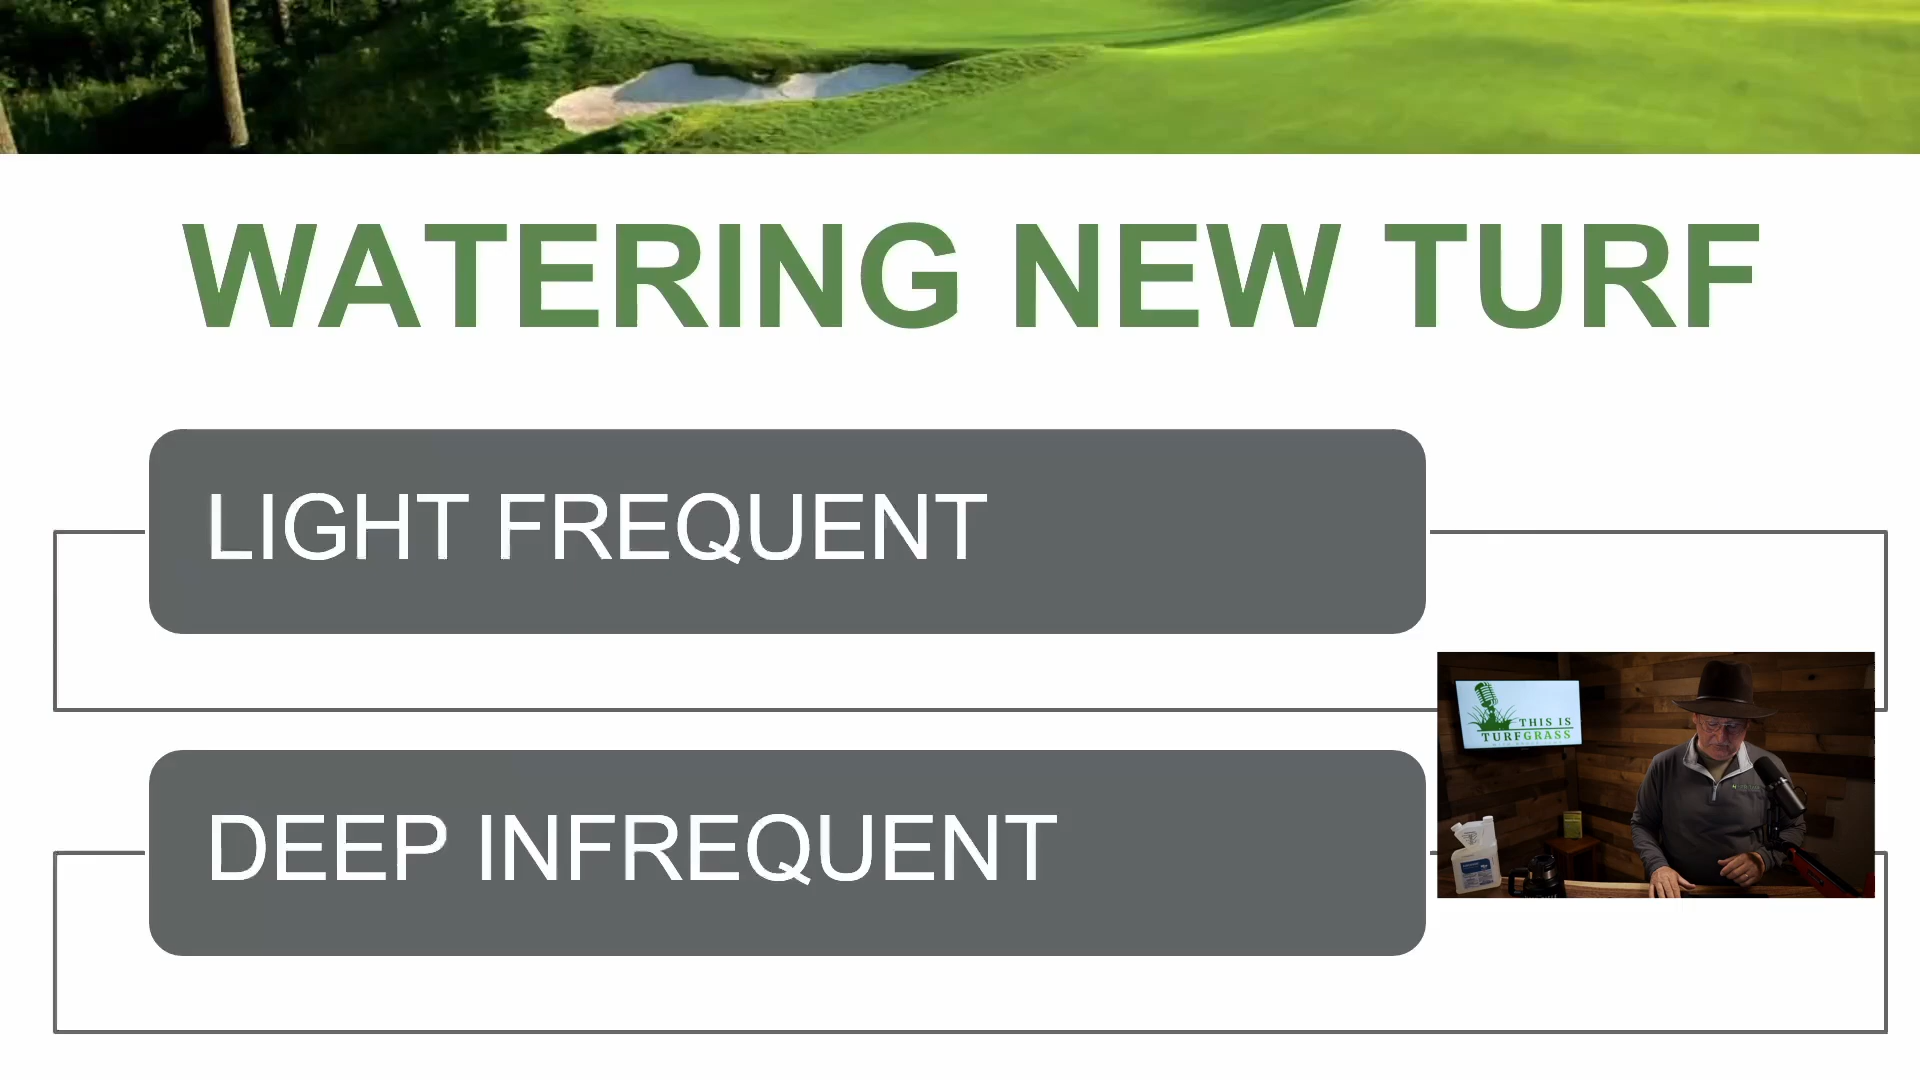 WATERING NEW TURF
LIGHT FREQUENT
THIS IS
TURFGRASS
DEEP INFREQUENT